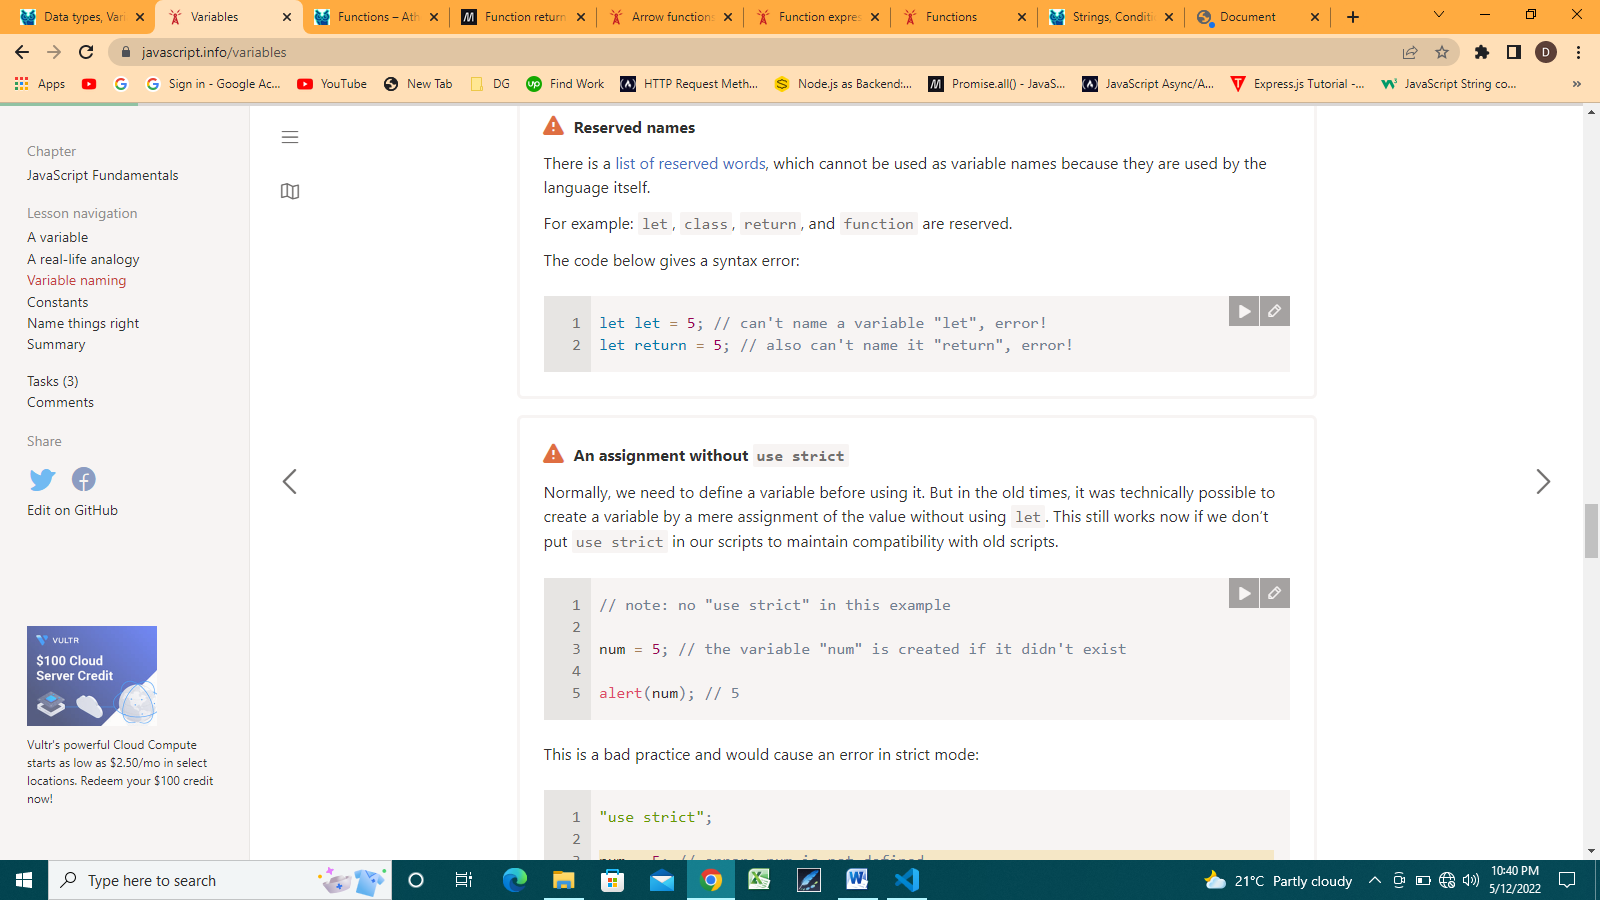 Data types, Vari
Variables
Functions – Ath
Function return
Arrow functions
Function expres
Functions
Strings, Conditi
Document
javascript.info/variables
D
Apps
Sign in - Google Ac...
YouTube
New Tab
DG
Find Work
HTTP Request Meth...
Node.js as Backend:...
Promise.all() - JavaS...
JavaScript Async/A...
Express.js Tutorial -...
JavaScript String co...
»
Chapter
JavaScript Fundamentals
Lesson navigation
A variable
A real-life analogy
Variable naming
Constants
Name things right
Summary
Tasks (3)
Comments
Share
Edit on GitHub
VULTR
$100 Cloud
Server Credit
Vultr's powerful Cloud Compute
starts as low as $2.50/mo in select
locations. Redeem your $100 credit
now!
Reserved names
There is a list of reserved words, which cannot be used as variable names because they are used by the
language itself.
For example: let, class, return, and function are reserved.
The code below gives a syntax error:
1 let let = 5; // can't name a variable "let", error!
2 let return = 5; // also can't name it "return", error!
An assignment without use strict
Normally, we need to define a variable before using it. But in the old times, it was technically possible to
create a variable by a mere assignment of the value without using let. This still works now if we don’t
put use strict in our scripts to maintain compatibility with old scripts.
1 // note: no "use strict" in this example
2
3 num = 5; // the variable "num" is created if it didn't exist
4
5 alert(num); // 5
This is a bad practice and would cause an error in strict mode:
1 "use strict";
2
3 num = 5; // error: num is not defined
Type here to search
21°C Partly cloudy
10:40 PM
5/12/2022